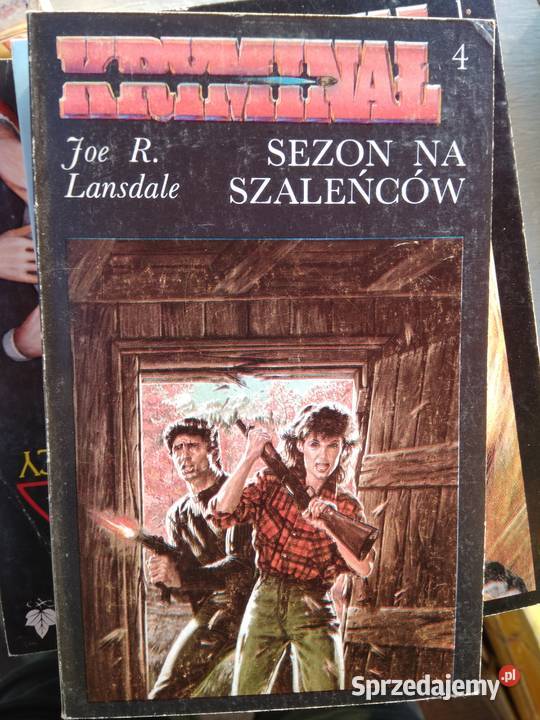 KRYMINAŁ
4
Joe R.
Lansdale
SEZON NA
SZALEŃCÓW
Sprzedajemy.pl